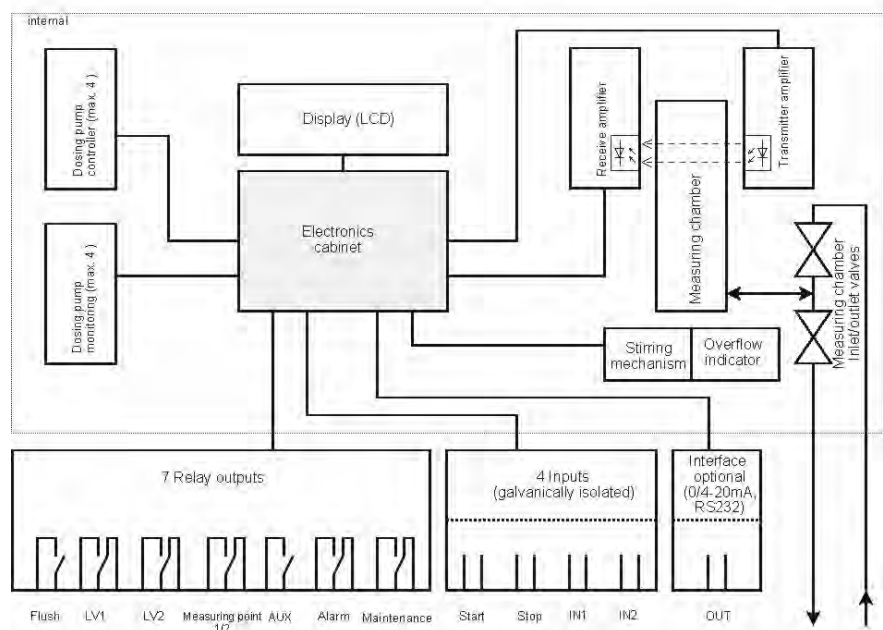 internal
Dosing pump
controller (max. 4)
Display (LCD)
Receive amplifier
Transmitter amplifier
Measuring chamber
Electronics
cabinet
Dosing pump
monitoring (max. 4)
Measuring chamber
Inlet/outlet valves
Stirring
mechanism
Overflow
indicator
7 Relay outputs
4 Inputs
(galvanically isolated)
Interface
optional
(0/4-20mA,
RS232)
Flush
LV1
LV2
Measuring point
1/2
AUX
Alarm
Maintenance
Start
Stop
IN1
IN2
OUT